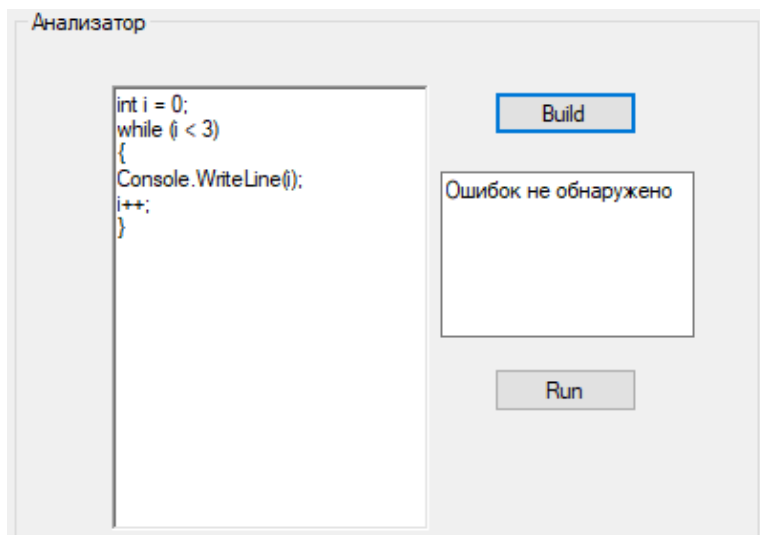 Анализатор
int i = 0;
while (i < 3)
{
Console.WriteLine(i);
i++;
}
Build
Ошибок не обнаружено
Run